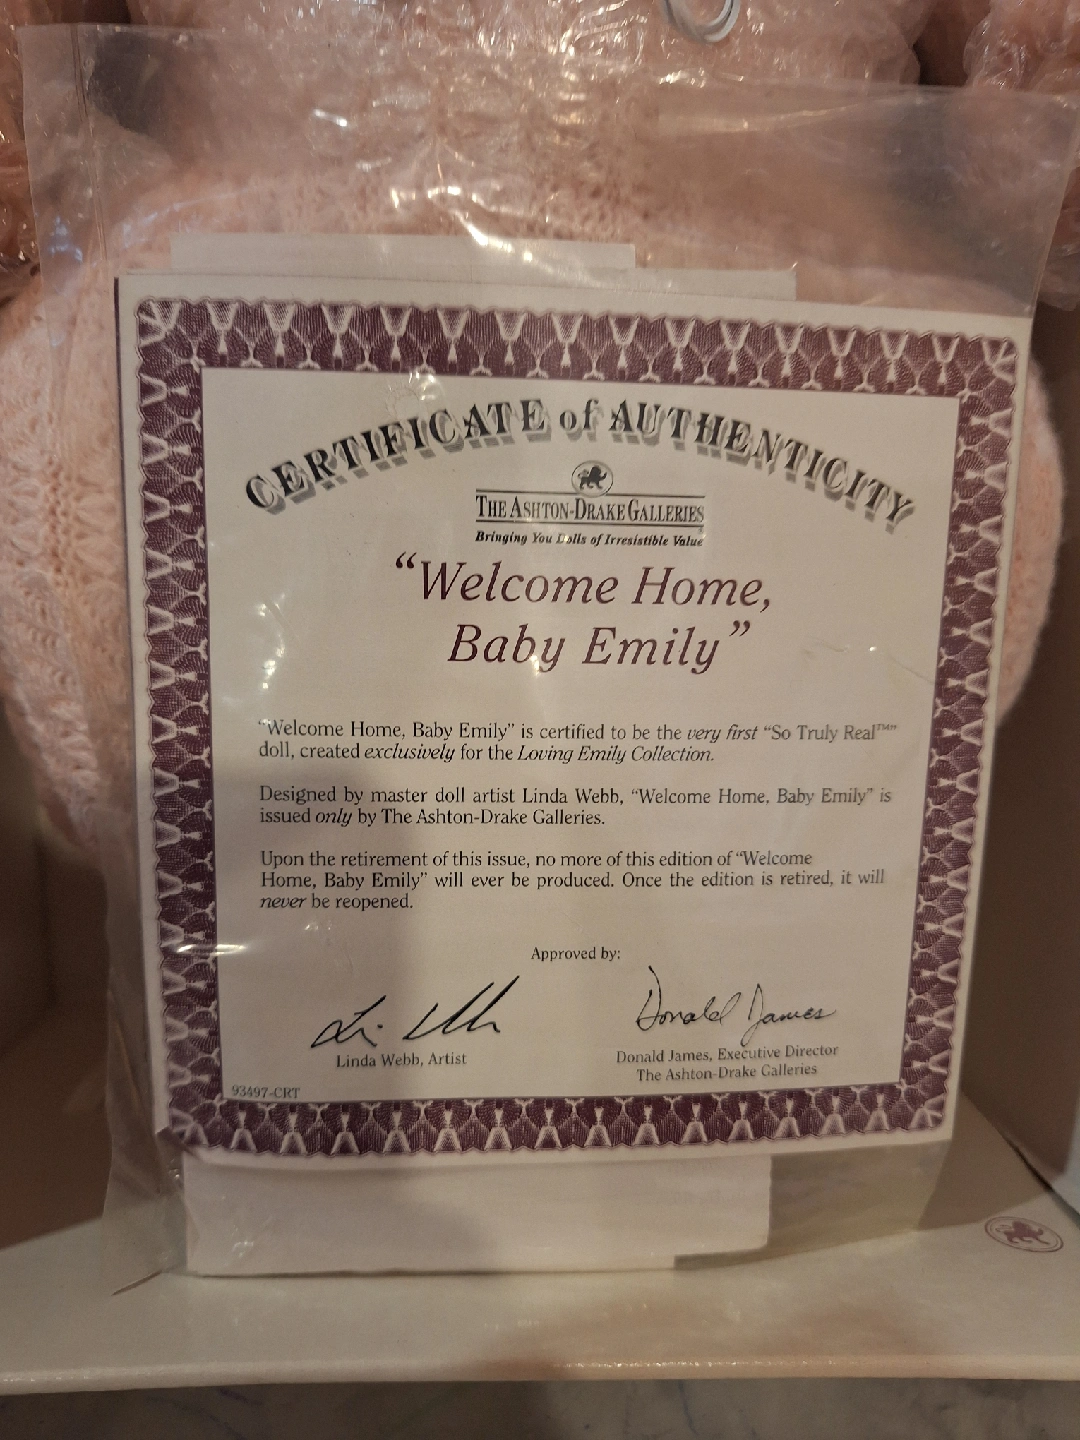 CERTIFICATE of AUTHENTICITY
THE ASHTON-DRAKE GALLERIES
Bringing You Dolls of Irresistible Value
“Welcome Home,
Baby Emily”
“Welcome Home, Baby Emily” is certified to be the very first “So Truly Real™”
doll, created exclusively for the Loving Emily Collection.
Designed by master doll artist Linda Webb, “Welcome Home, Baby Emily” is
issued only by The Ashton-Drake Galleries.
Upon the retirement of this issue, no more of this edition of “Welcome
Home, Baby Emily” will ever be produced. Once the edition is retired, it will
never be reopened.
Approved by:
Donald James
Linda Webb, Artist
Donald James, Executive Director
The Ashton-Drake Galleries
93497-CRT